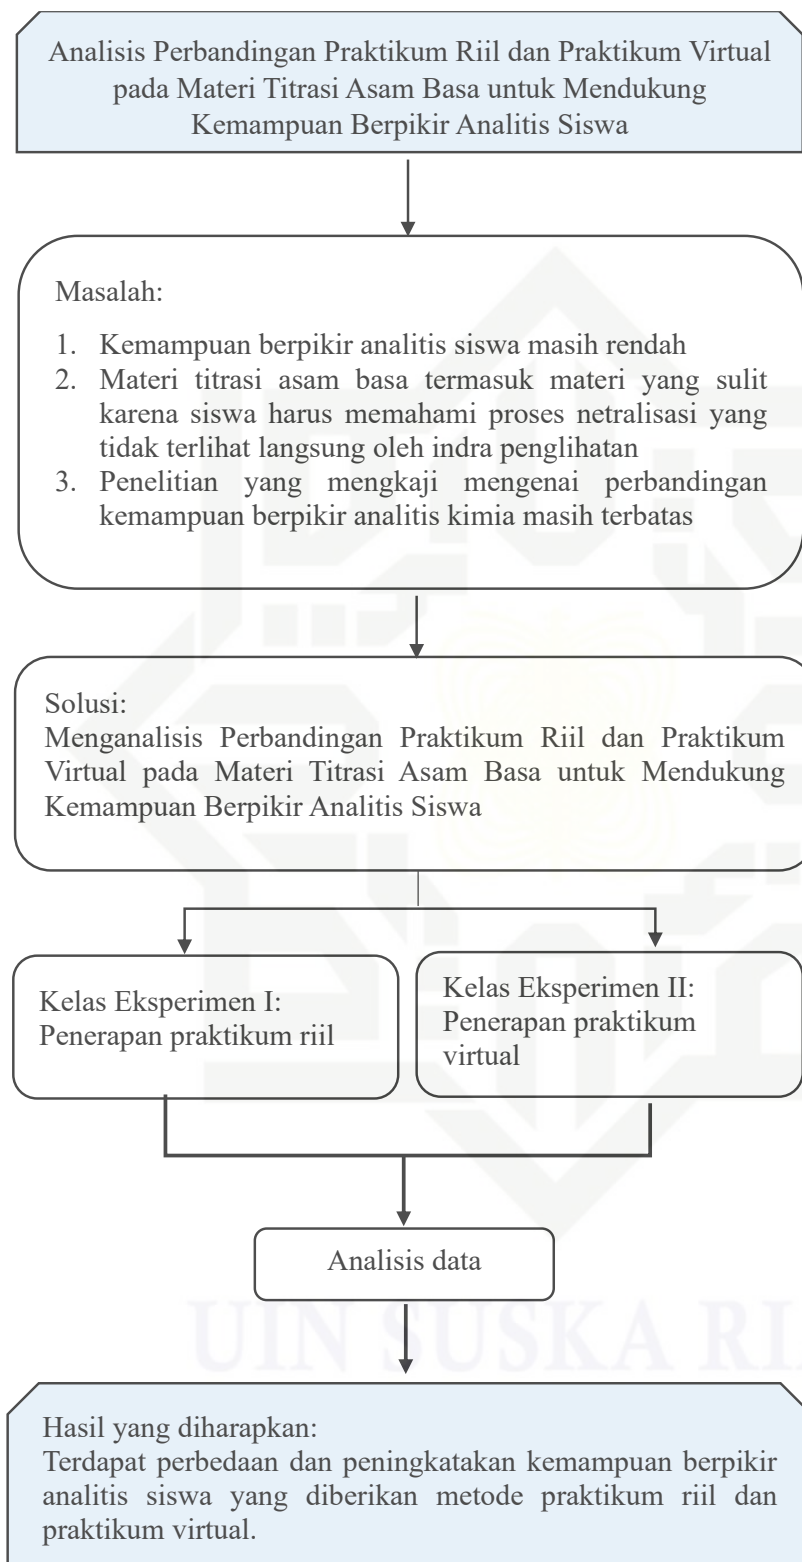 Analisis Perbandingan Praktikum Riil dan Praktikum Virtual
pada Materi Titrasi Asam Basa untuk Mendukung
Kemampuan Berpikir Analitis Siswa
Masalah:
1. Kemampuan berpikir analitis siswa masih rendah
2. Materi titrasi asam basa termasuk materi yang sulit
karena siswa harus memahami proses netralisasi yang
tidak terlihat langsung oleh indra penglihatan
3. Penelitian yang mengkaji mengenai perbandingan
kemampuan berpikir analitis kimia masih terbatas
Solusi:
Menganalisis Perbandingan Praktikum Riil dan Praktikum
Virtual pada Materi Titrasi Asam Basa untuk Mendukung
Kemampuan Berpikir Analitis Siswa
Kelas Eksperimen I:
Penerapan praktikum riil
Kelas Eksperimen II:
Penerapan praktikum
virtual
Analisis data
UIN SUSKA RI
Hasil yang diharapkan:
Terdapat perbedaan dan peningkatakan kemampuan berpikir
analitis siswa yang diberikan metode praktikum riil dan
praktikum virtual.